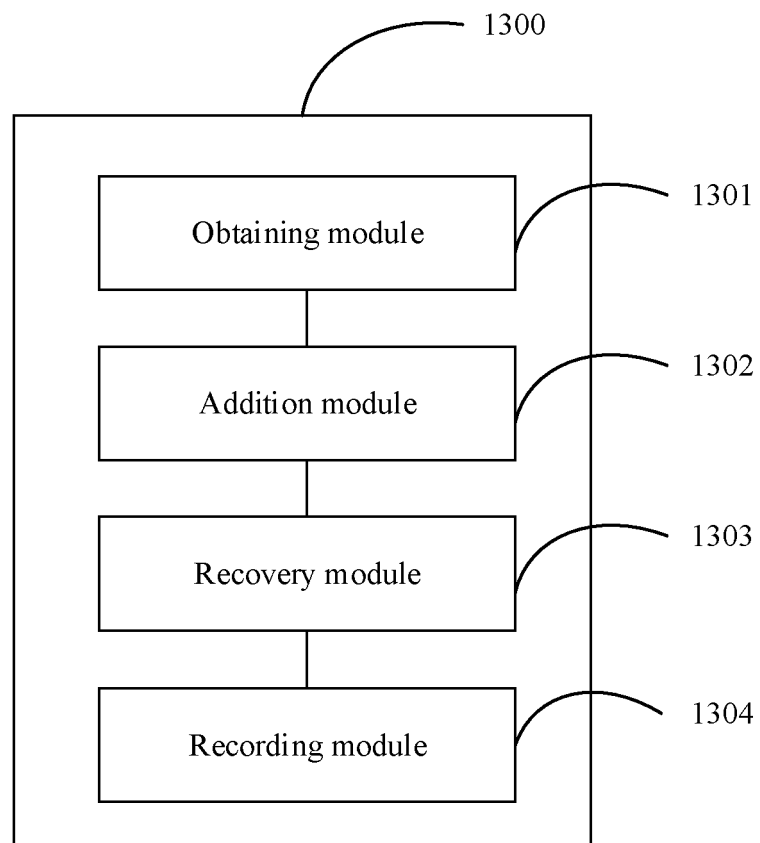 1300
Obtaining module
1301
Addition module
1302
Recovery module
1303
Recording module
1304